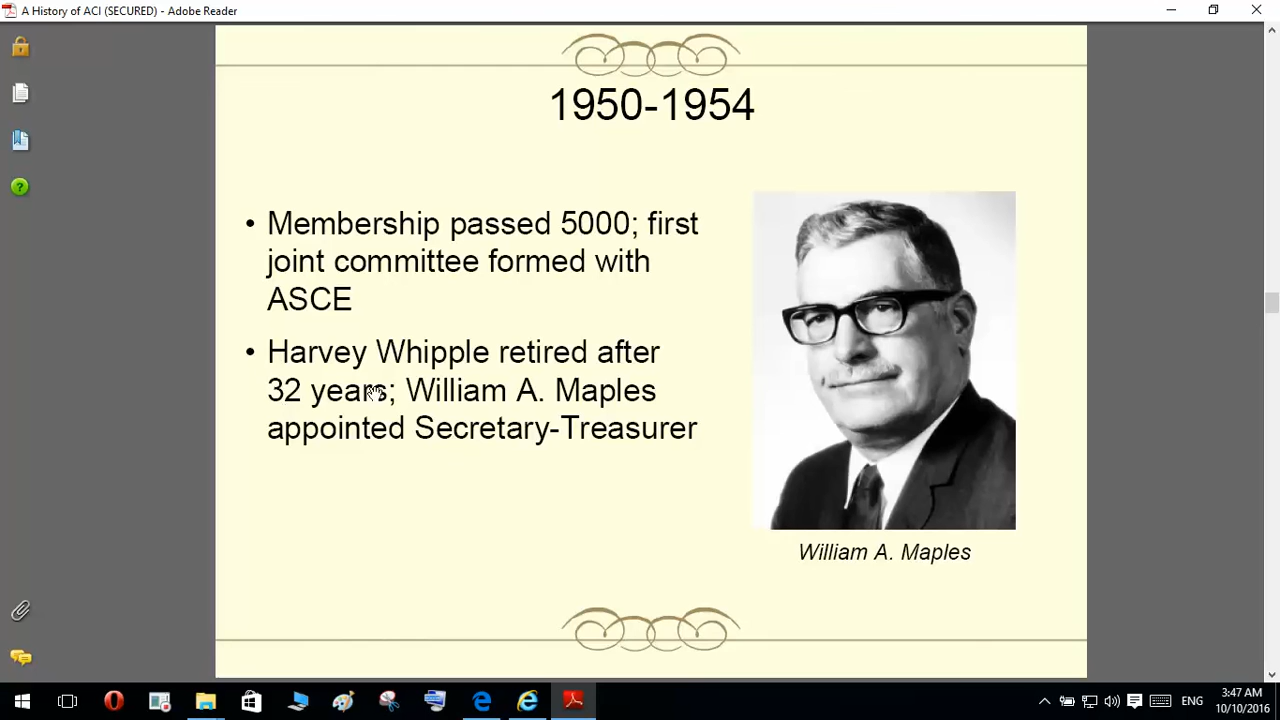 A History of ACI (SECURED) - Adobe Reader
1950-1954
• Membership passed 5000; first
joint committee formed with
ASCE
• Harvey Whipple retired after
32 years; William A. Maples
appointed Secretary-Treasurer
William A. Maples
ENG
3:47 AM
10/10/2016